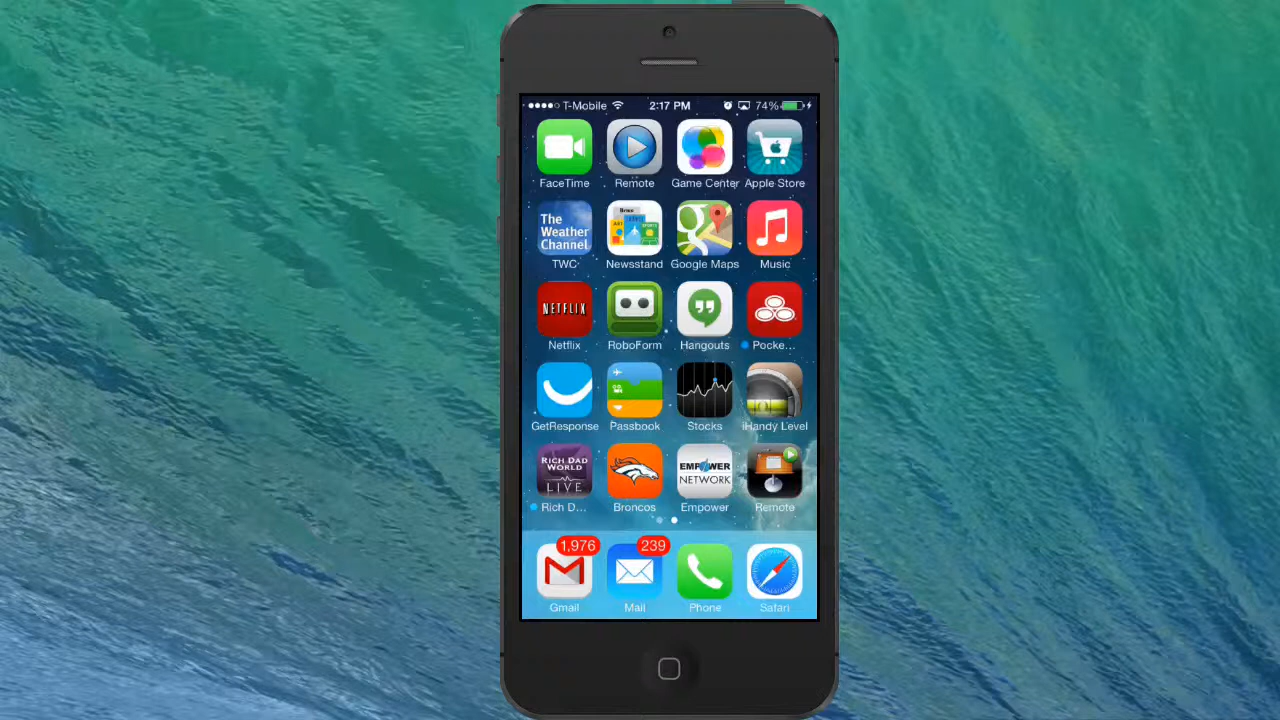 T-Mobile 2:17 PM 74%
FaceTime Remote Game Center Apple Store
The
Weather
Channel
TWC Newsstand Google Maps Music
NETFLIX
Netflix RoboForm Hangouts Pocke...
GetResponse Passbook Stocks iHandy Level
RICH DAD
WORLD
LIVE
EMPOWER
NETWORK
Rich D... Broncos Empower Remote
1,976 239
Gmail Mail Phone Safari